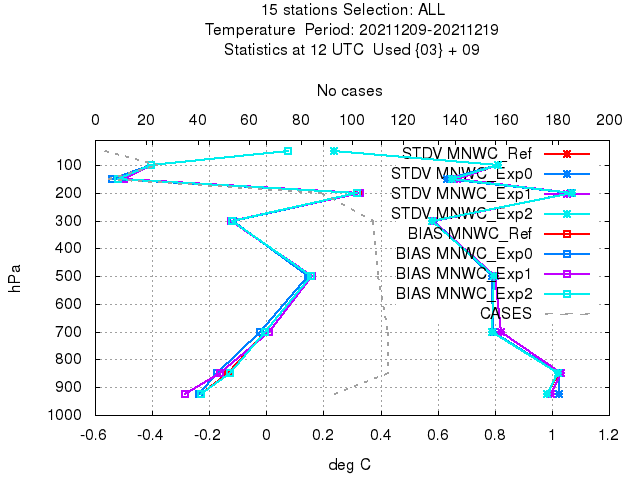 15 stations Selection: ALL
Temperature  Period: 20211209-20211219
Statistics at 12 UTC  Used {03} + 09
No cases
0 20 40 60 80 100 120 140 160 180 200
STDV MNWC_Ref
STDV MNWC_Exp0
STDV MNWC_Exp1
STDV MNWC_Exp2
BIAS MNWC_Ref
BIAS MNWC_Exp0
BIAS MNWC_Exp1
BIAS MNWC_Exp2
CASES
hPa
100
200
300
400
500
600
700
800
900
1000
-0.6 -0.4 -0.2 0 0.2 0.4 0.6 0.8 1 1.2
deg C